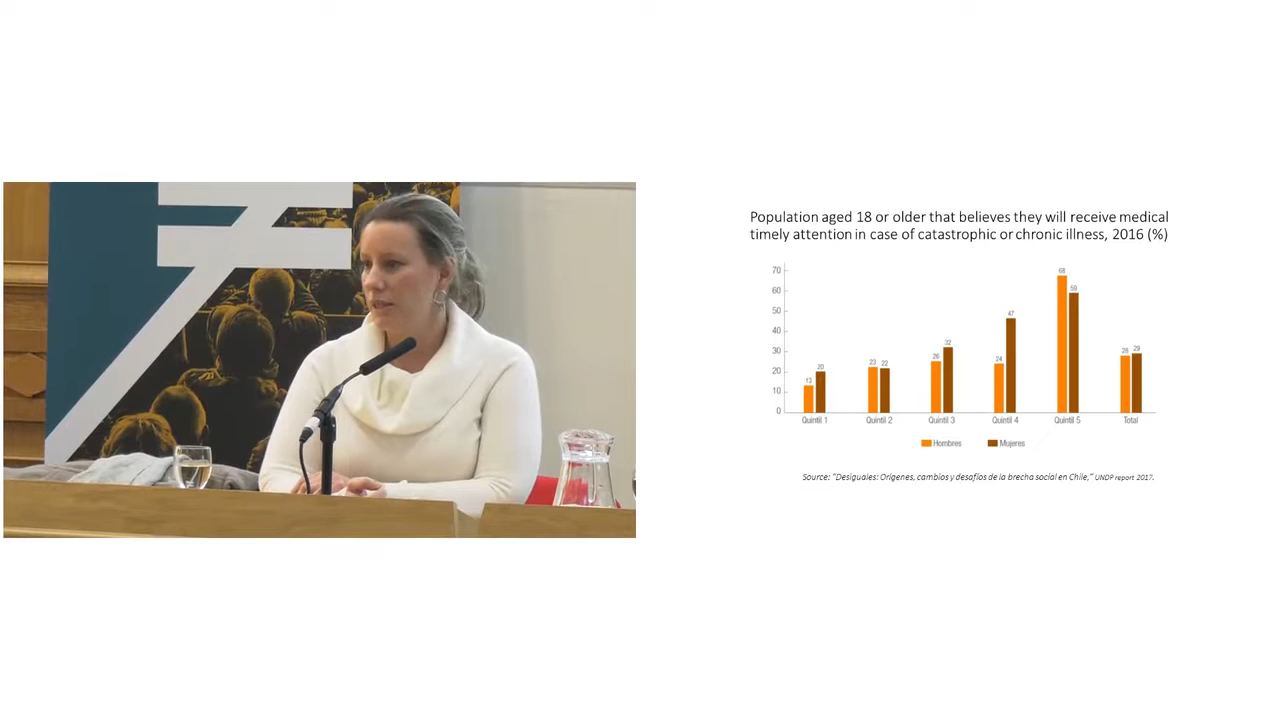 Population aged 18 or older that believes they will receive medical
timely attention in case of catastrophic or chronic illness, 2016 (%)
70
60
50
40
30
20
10
0
13
20
23
22
26
32
24
47
68
59
28
29
Quintil 1
Quintil 2
Quintil 3
Quintil 4
Quintil 5
Total
Hombres
Mujeres
Source: "Desiguales: Orígenes, cambios y desafíos de la brecha social en Chile," UNDP report 2017.